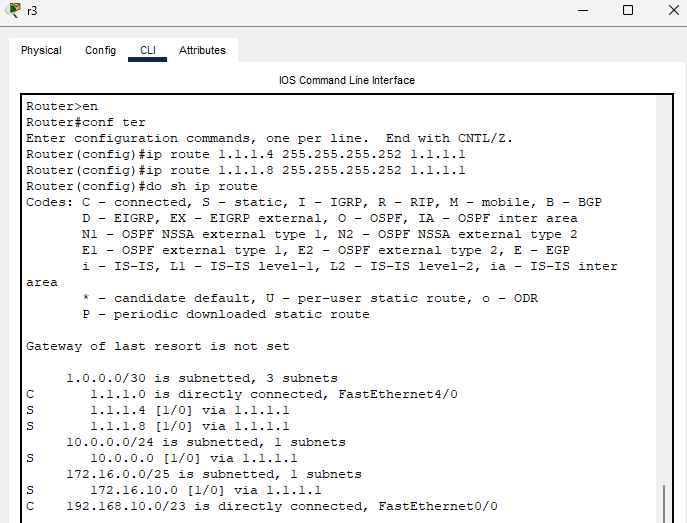 r3
Physical Config CLI Attributes
IOS Command Line Interface
Router>en
Router#conf ter
Enter configuration commands, one per line.  End with CNTL/Z.
Router(config)#ip route 1.1.1.4 255.255.255.252 1.1.1.1
Router(config)#ip route 1.1.1.8 255.255.255.252 1.1.1.1
Router(config)#do sh ip route
Codes: C - connected, S - static, I - IGRP, R - RIP, M - mobile, B - BGP
       D - EIGRP, EX - EIGRP external, O - OSPF, IA - OSPF inter area
       N1 - OSPF NSSA external type 1, N2 - OSPF NSSA external type 2
       E1 - OSPF external type 1, E2 - OSPF external type 2, E - EGP
       i - IS-IS, L1 - IS-IS level-1, L2 - IS-IS level-2, ia - IS-IS inter
area
       * - candidate default, U - per-user static route, o - ODR
       P - periodic downloaded static route
Gateway of last resort is not set
     1.0.0.0/30 is subnetted, 3 subnets
C       1.1.1.0 is directly connected, FastEthernet4/0
S       1.1.1.4 [1/0] via 1.1.1.1
S       1.1.1.8 [1/0] via 1.1.1.1
     10.0.0.0/24 is subnetted, 1 subnets
S       10.0.0.0 [1/0] via 1.1.1.1
     172.16.0.0/25 is subnetted, 1 subnets
S       172.16.10.0 [1/0] via 1.1.1.1
C    192.168.10.0/23 is directly connected, FastEthernet0/0